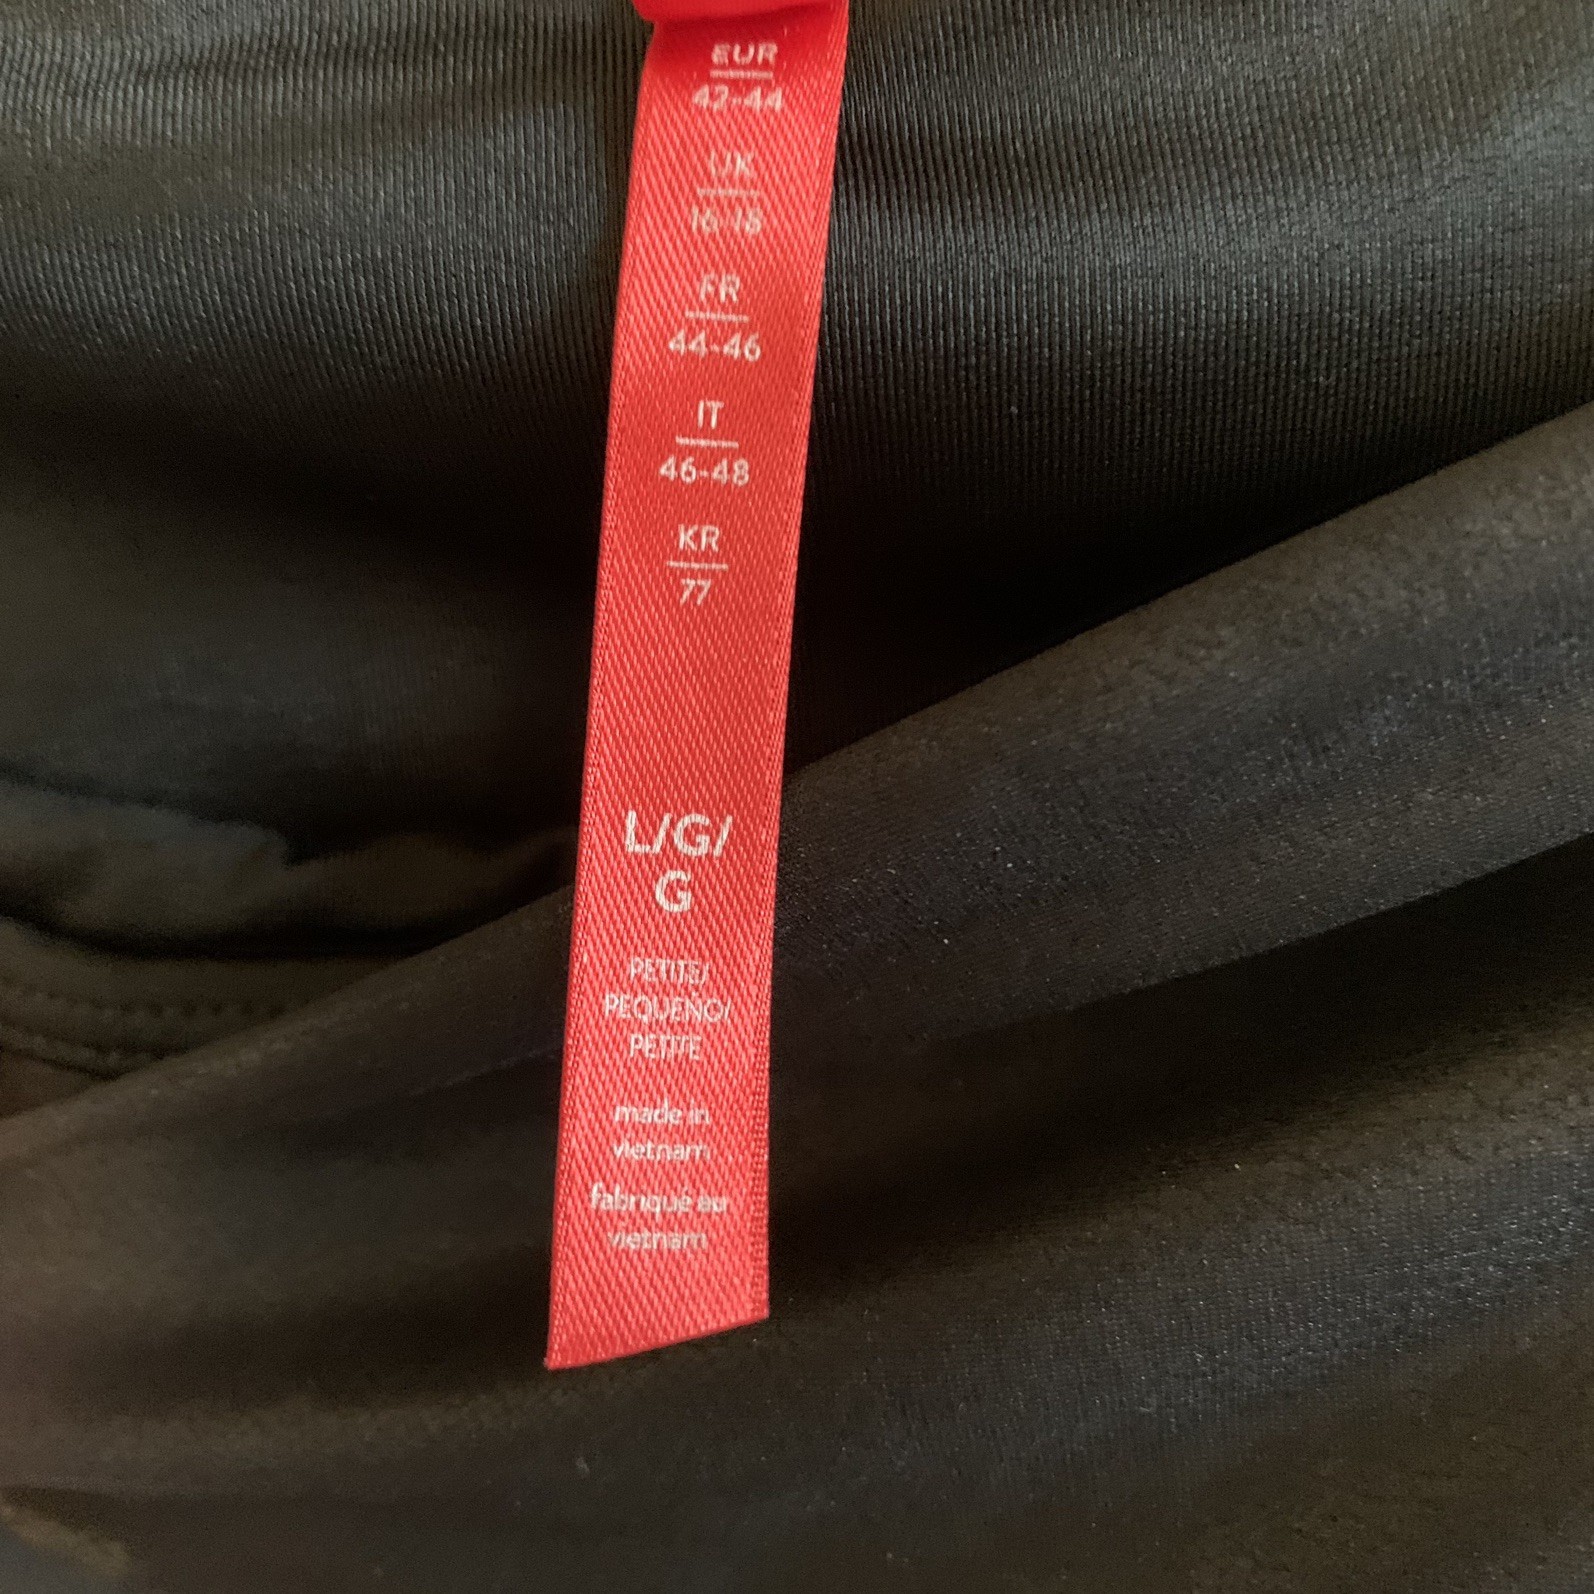 EUR
42-44
UK
16-18
FR
44-46
IT
46-48
KR
77
L/G/
G
PETITE/
PEQUEÑO/
PETITE
made in
vietnam
fabriqué au
vietnam